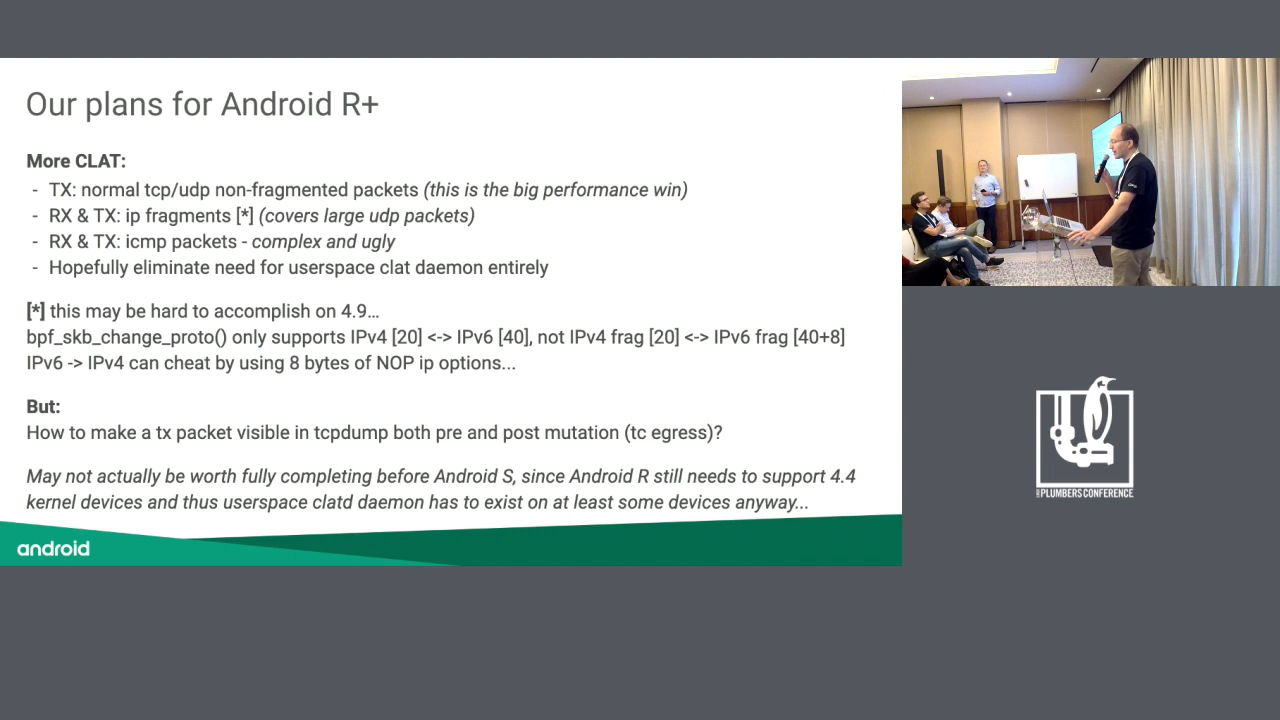 Our plans for Android R+
More CLAT:
- TX: normal tcp/udp non-fragmented packets (this is the big performance win)
- RX & TX: ip fragments [*] (covers large udp packets)
- RX & TX: icmp packets - complex and ugly
- Hopefully eliminate need for userspace clat daemon entirely
[*] this may be hard to accomplish on 4.9...
bpf_skb_change_proto() only supports IPv4 [20] <-> IPv6 [40], not IPv4 frag [20] <-> IPv6 frag [40+8]
IPv6 -> IPv4 can cheat by using 8 bytes of NOP ip options...
But:
How to make a tx packet visible in tcpdump both pre and post mutation (tc egress)?
May not actually be worth fully completing before Android S, since Android R still needs to support 4.4
kernel devices and thus userspace clatd daemon has to exist on at least some devices anyway...
android
PLUMBERS CONFERENCE